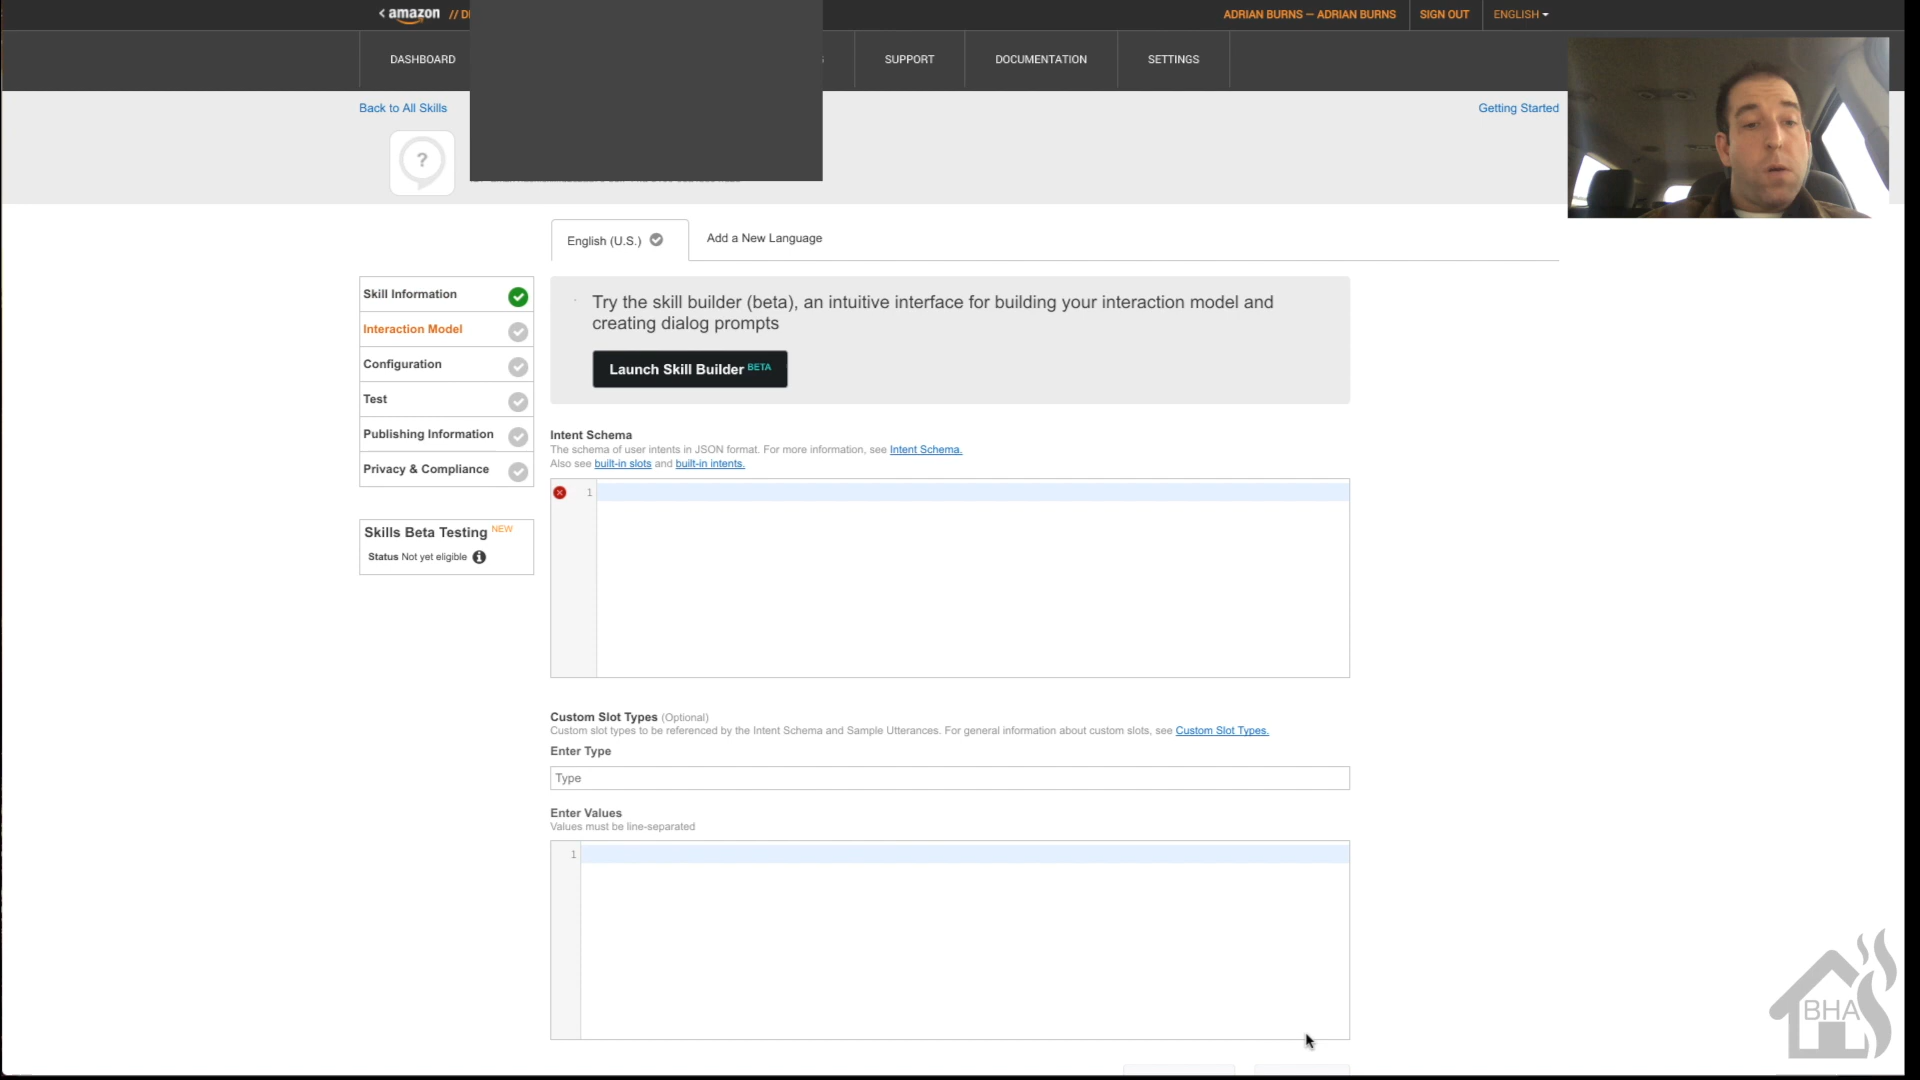 < amazon //
ADRIAN BURNS — ADRIAN BURNS
SIGN OUT
ENGLISH
DASHBOARD
SUPPORT
DOCUMENTATION
SETTINGS
Back to All Skills
Getting Started
?
English (U.S.)
Add a New Language
Skill Information
Interaction Model
Configuration
Test
Publishing Information
Privacy & Compliance
Skills Beta Testing NEW
Status Not yet eligible
Try the skill builder (beta), an intuitive interface for building your interaction model and
creating dialog prompts
Launch Skill Builder BETA
Intent Schema
The schema of user intents in JSON format. For more information, see Intent Schema.
Also see built-in slots and built-in intents.
1
Custom Slot Types (Optional)
Custom slot types to be referenced by the Intent Schema and Sample Utterances. For general information about custom slots, see Custom Slot Types.
Enter Type
Type
Enter Values
Values must be line-separated
1
BHA